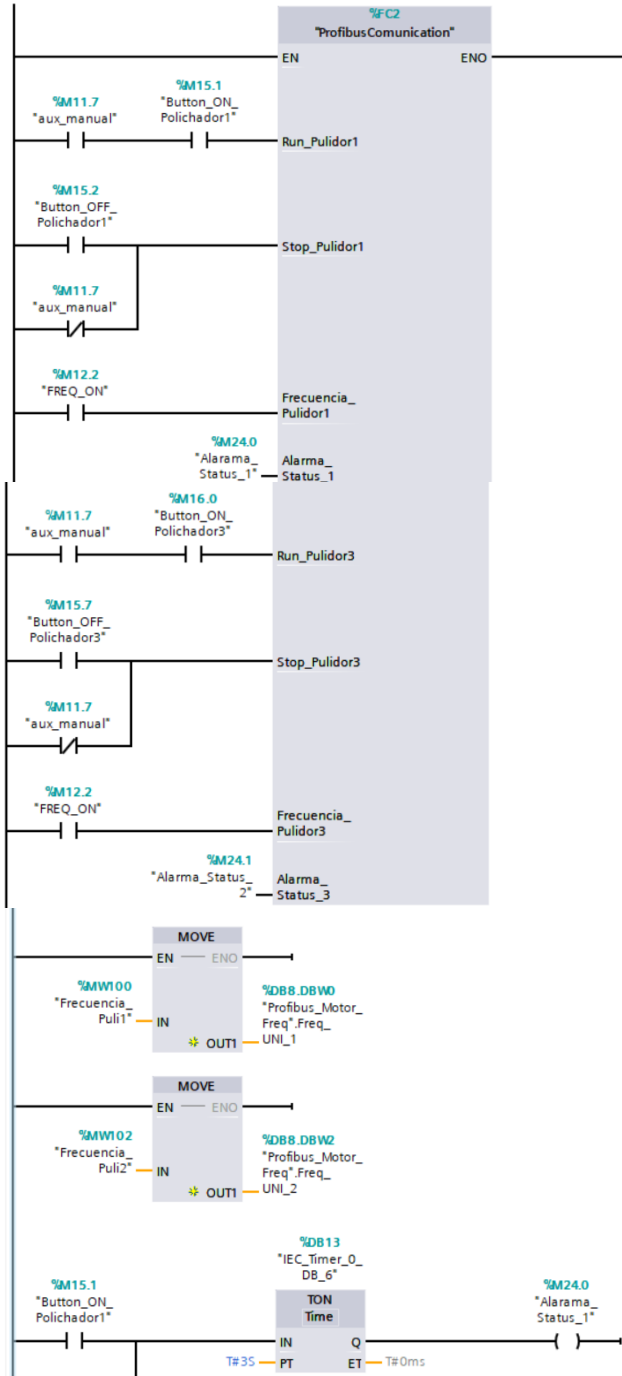 %FC2
"ProfibusComunication"
EN ENO
%M11.7 %M15.1
"aux_manual" "Button_ON_
Polichador1"
Run_Pulidor1
%M15.2
"Button_OFF_
Polichador1"
Stop_Pulidor1
%M11.7
"aux_manual"
%M12.2
"FREQ_ON"
Frecuencia_
Pulidor1
%M24.0
"Alarama_
Status_1"
Alarma_
Status_1
%M11.7 %M16.0
"aux_manual" "Button_ON_
Polichador3"
Run_Pulidor3
%M15.7
"Button_OFF_
Polichador3"
Stop_Pulidor3
%M11.7
"aux_manual"
%M12.2
"FREQ_ON"
Frecuencia_
Pulidor3
%M24.1
"Alarma_Status_
2"
Alarma_
Status_3
MOVE
EN ENO
%MW100
"Frecuencia_
Puli1"
IN
OUT1
%DB8.DBW0
"Profibus_Motor_
Freq".Freq_
UNI_1
MOVE
EN ENO
%MW102
"Frecuencia_
Puli2"
IN
OUT1
%DB8.DBW2
"Profibus_Motor_
Freq".Freq_
UNI_2
%DB13
"IEC_Timer_0_
DB_6"
%M15.1
"Button_ON_
Polichador1"
TON
Time
%M24.0
"Alarama_
Status_1"
IN Q
T#3S PT ET T#0ms